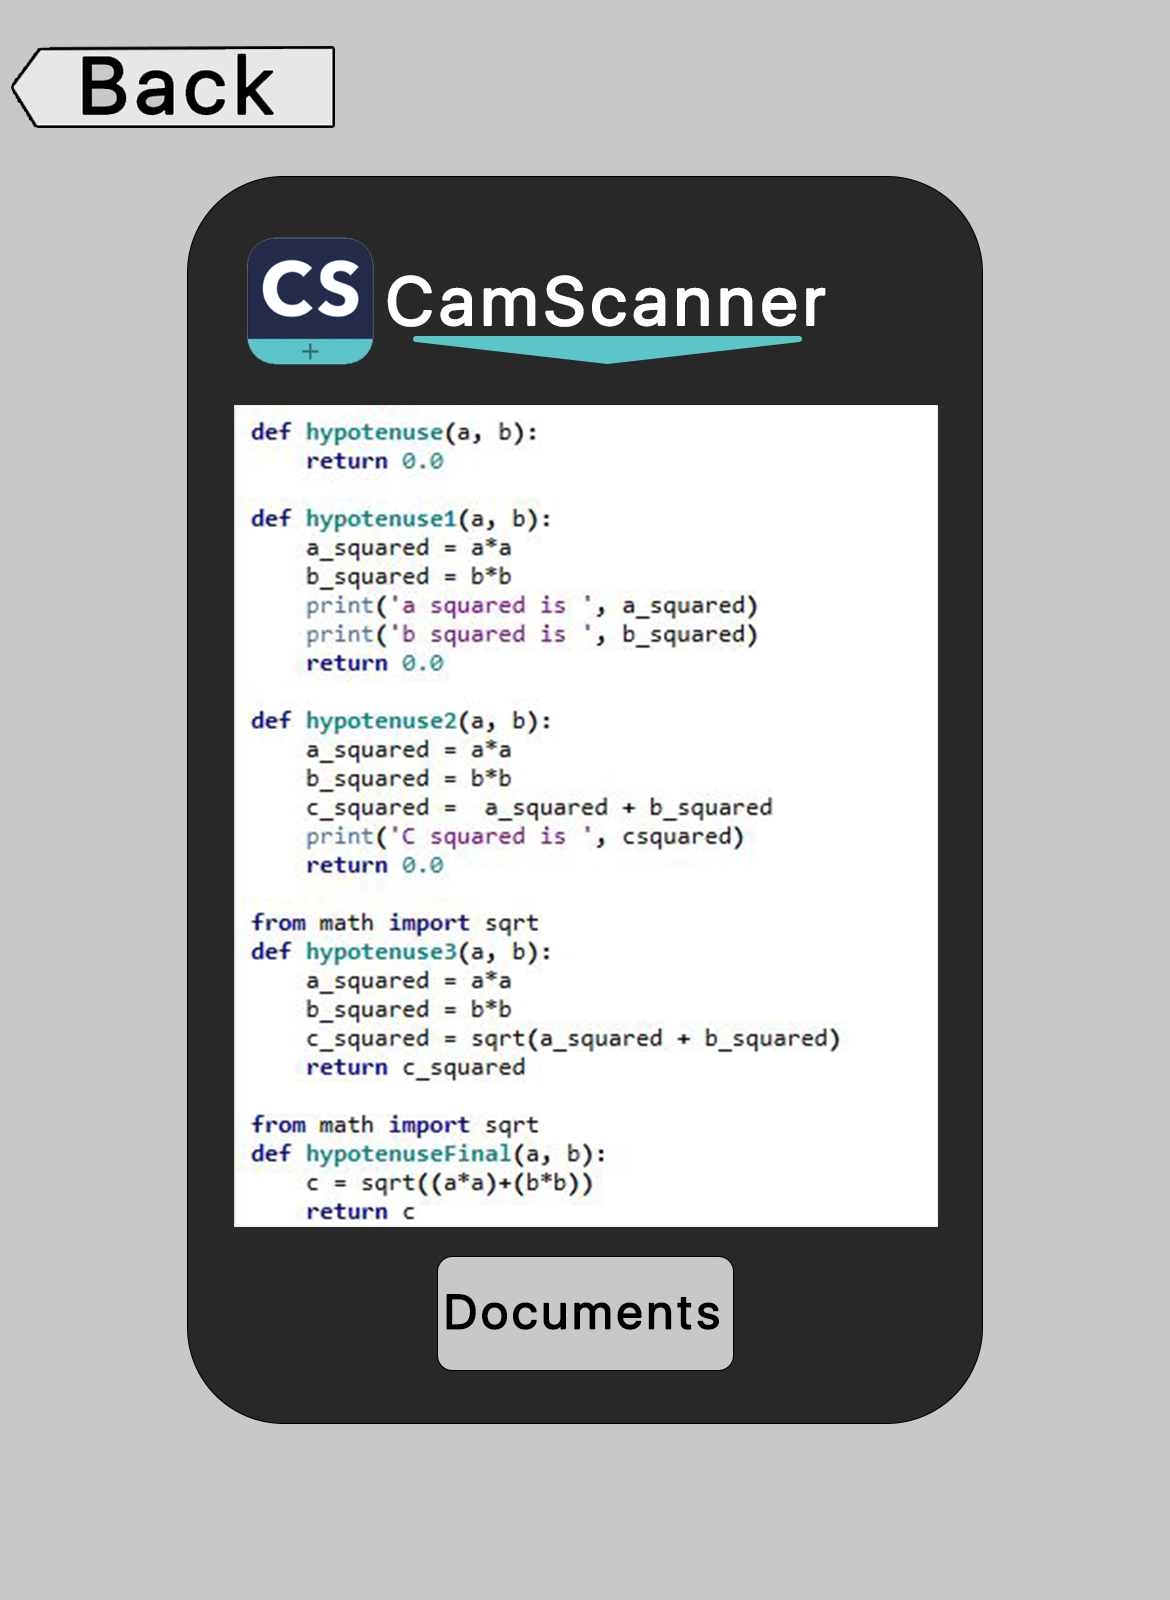 Back
CS
+
CamScanner
def hypotenuse(a, b):
    return 0.0

def hypotenuse1(a, b):
    a_squared = a*a
    b_squared = b*b
    print('a squared is ', a_squared)
    print('b squared is ', b_squared)
    return 0.0

def hypotenuse2(a, b):
    a_squared = a*a
    b_squared = b*b
    c_squared =  a_squared + b_squared
    print('C squared is ', csquared)
    return 0.0

from math import sqrt
def hypotenuse3(a, b):
    a_squared = a*a
    b_squared = b*b
    c_squared = sqrt(a_squared + b_squared)
    return c_squared

from math import sqrt
def hypotenuseFinal(a, b):
    c = sqrt((a*a)+(b*b))
    return c
Documents